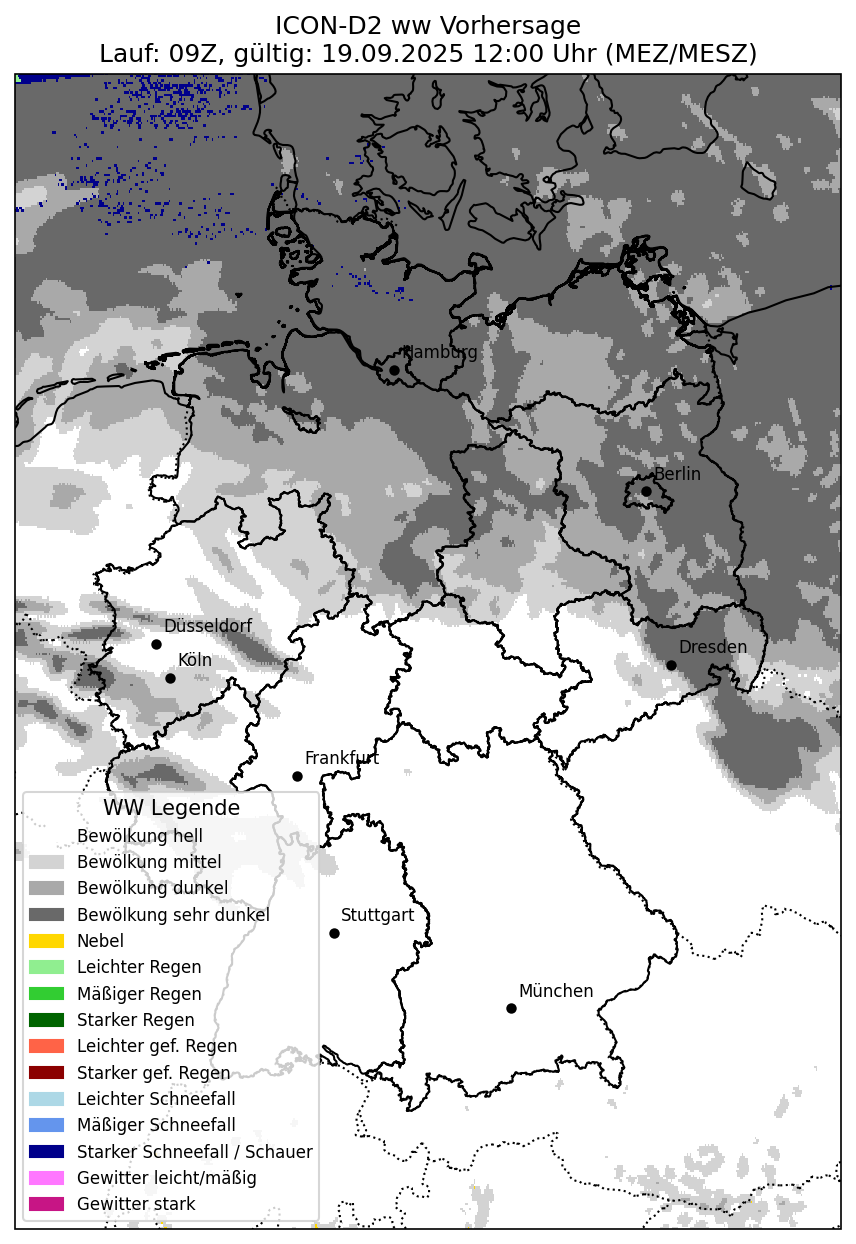 ICON-D2 ww Vorhersage
Lauf: 09Z, gültig: 19.09.2025 12:00 Uhr (MEZ/MESZ)
Hamburg
Berlin
Düsseldorf
Dresden
Köln
Frankfurt
WW Legende
Bewölkung hell
Bewölkung mittel
Bewölkung dunkel
Bewölkung sehr dunkel
Nebel
Leichter Regen
Mäßiger Regen
Starker Regen
Leichter gef. Regen
Starker gef. Regen
Leichter Schneefall
Mäßiger Schneefall
Starker Schneefall / Schauer
Gewitter leicht/mäßig
Gewitter stark
Stuttgart
München